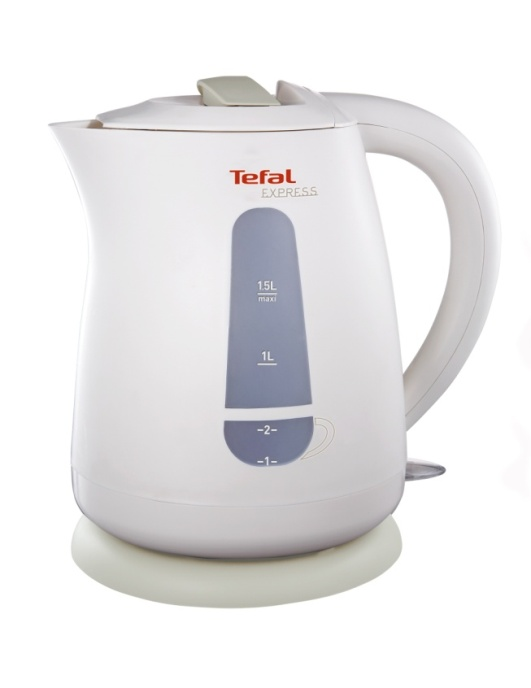 Tefal
EXPRESS
1.5L
maxi
1L
-2-
-1-